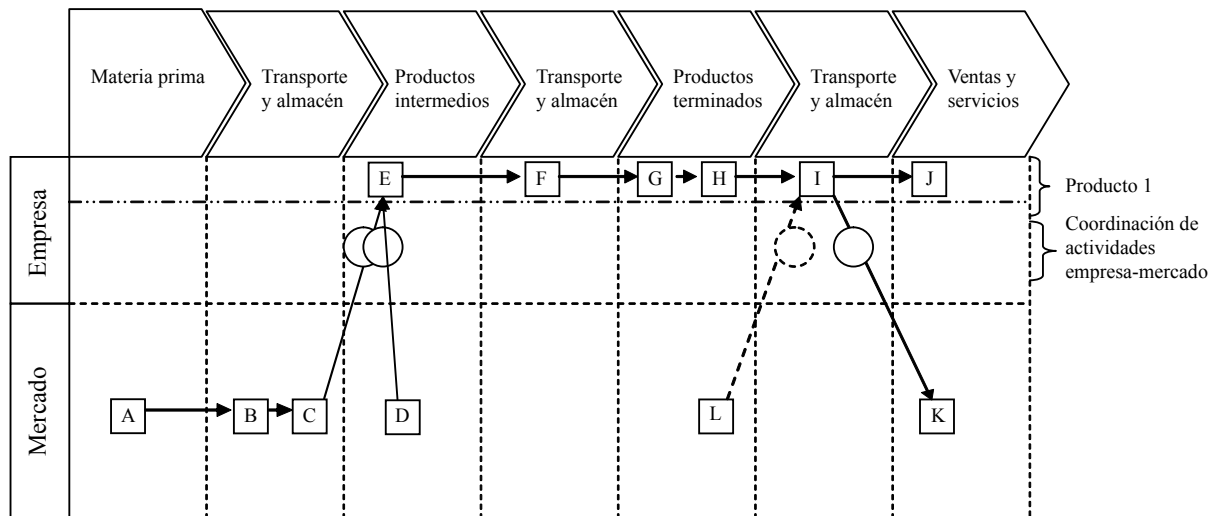 Materia prima
Transporte
y almacén
Productos
intermedios
Transporte
y almacén
Productos
terminados
Transporte
y almacén
Ventas y
servicios
Empresa
E
F
G
H
I
J
Producto 1
Coordinación de
actividades
empresa-mercado
Mercado
A
B
C
D
L
K